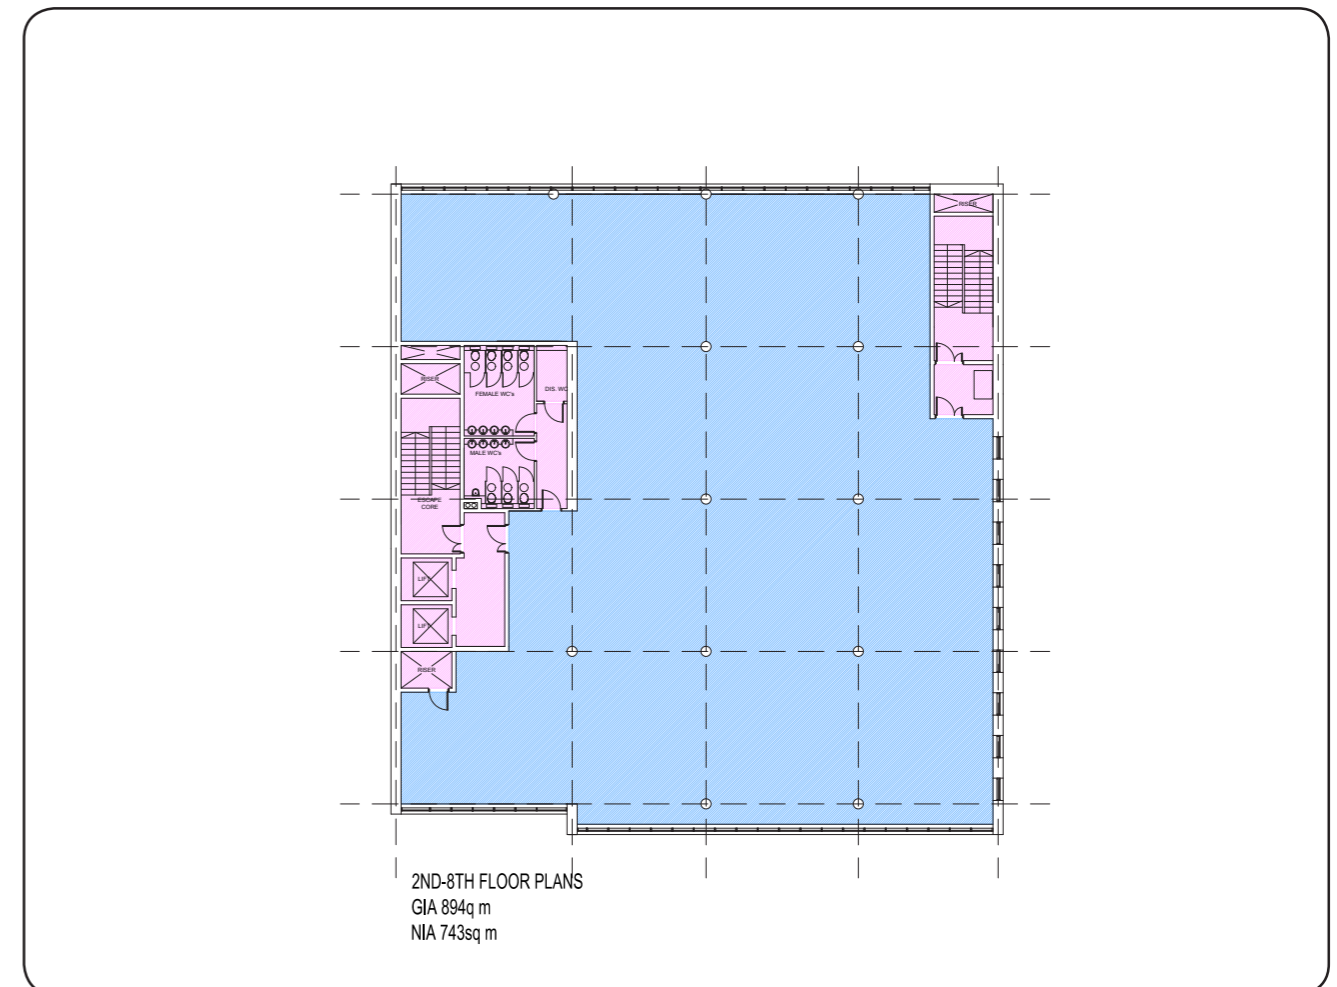 RISER
RISER
DIS. WC
FEMALE WC's
MALE WC's
ESCAPE
CORE
LIFT
LIFT
RISER
2ND-8TH FLOOR PLANS
GIA 894q m
NIA 743sq m